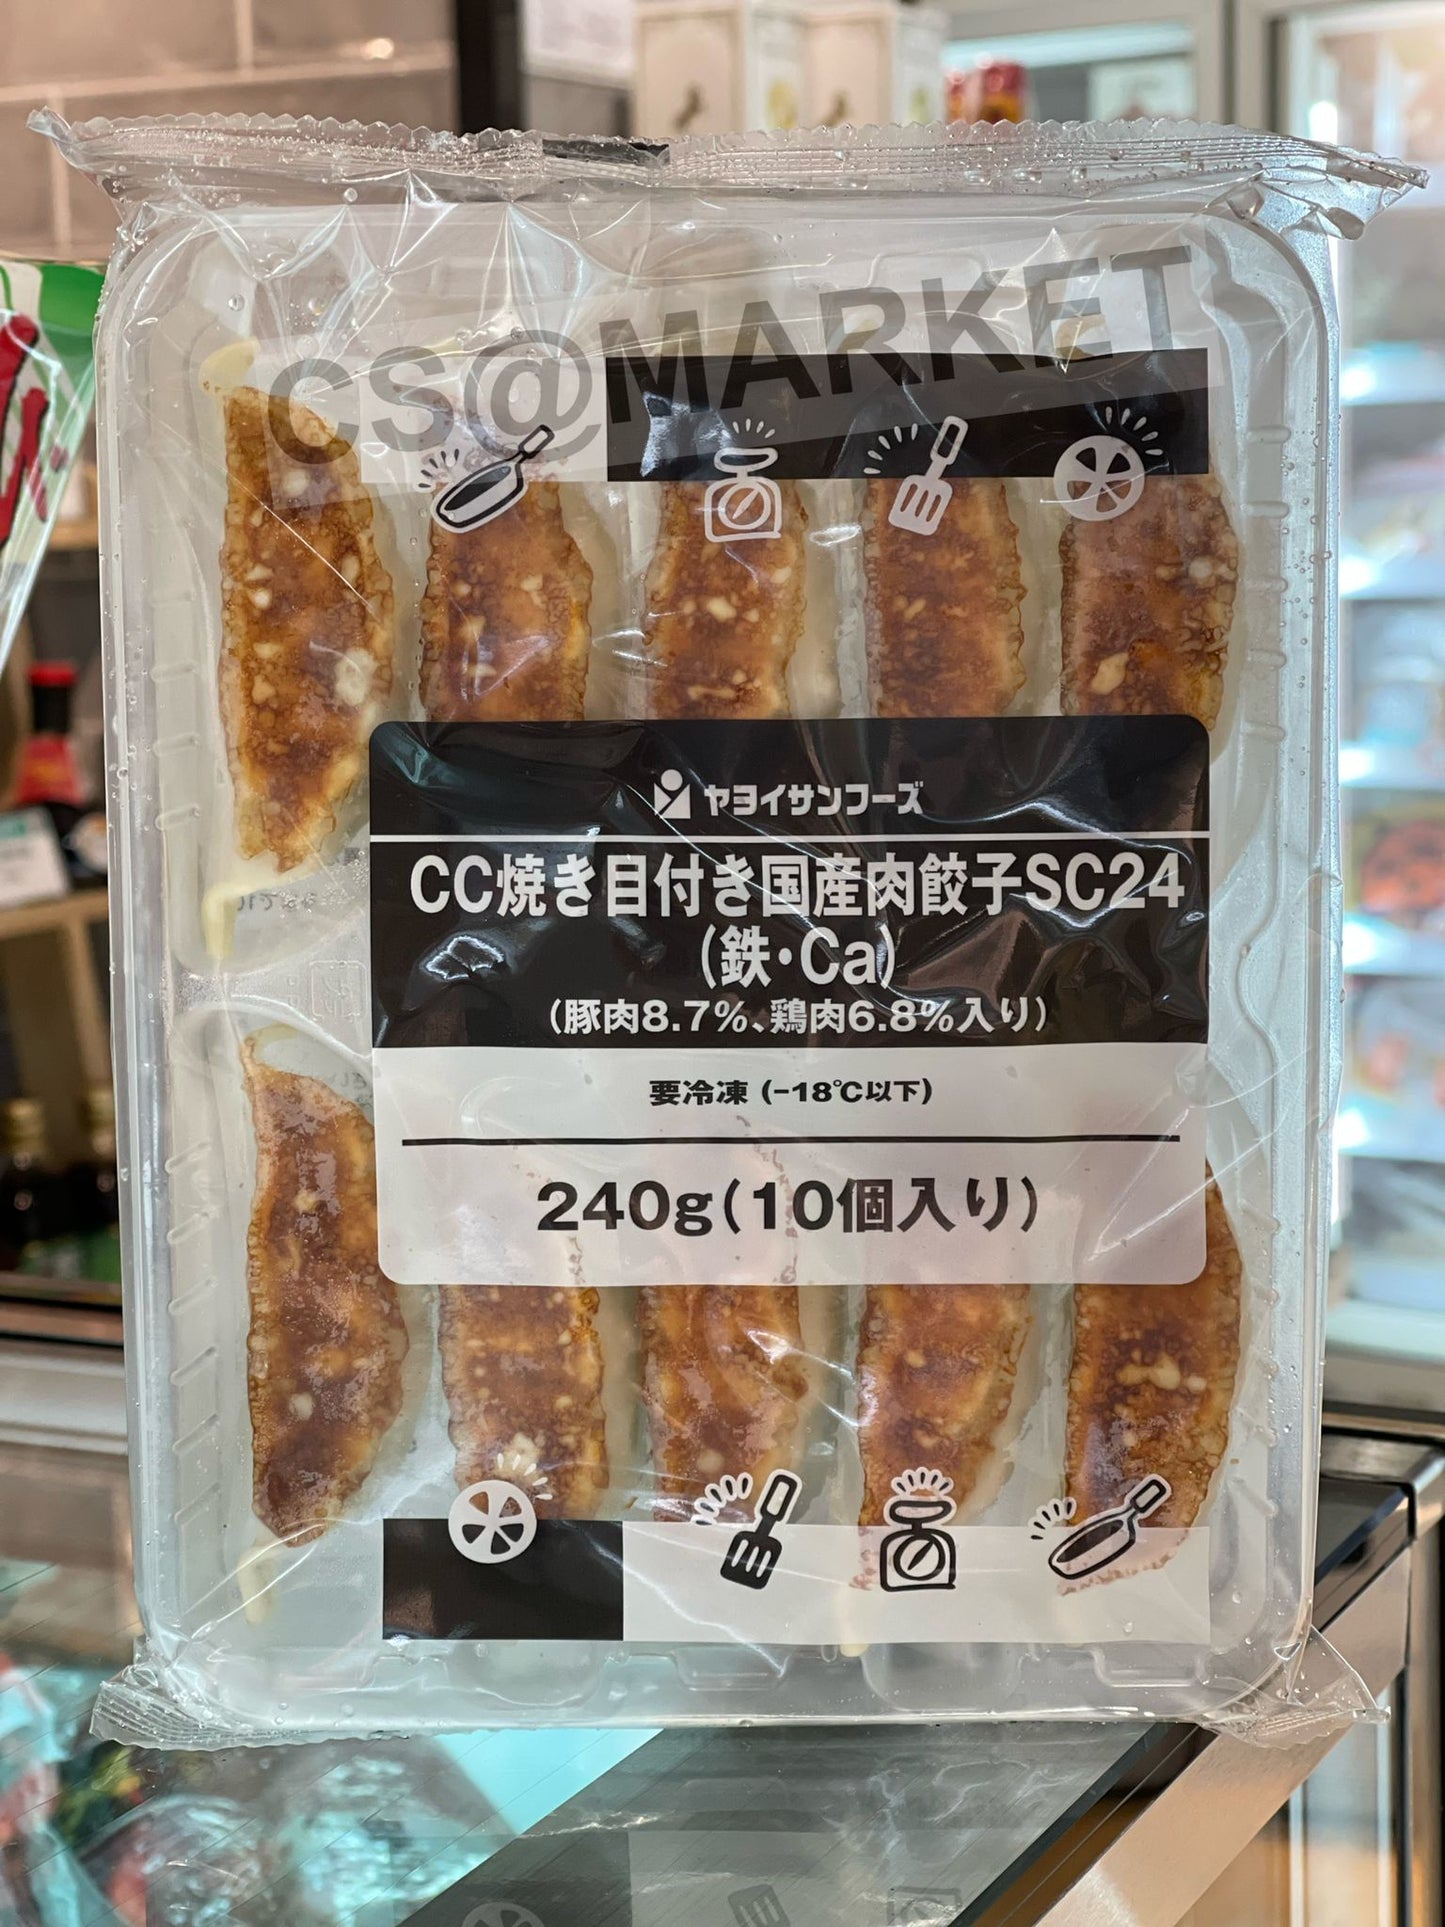 CS@MARKET
ヤヨイサンフーズ
CC焼き目付き国産肉餃子SC24
(鉄・Ca)
(豚肉8.7%、鶏肉6.8%入り)
要冷凍 (-18℃以下)
240g(10個入り)